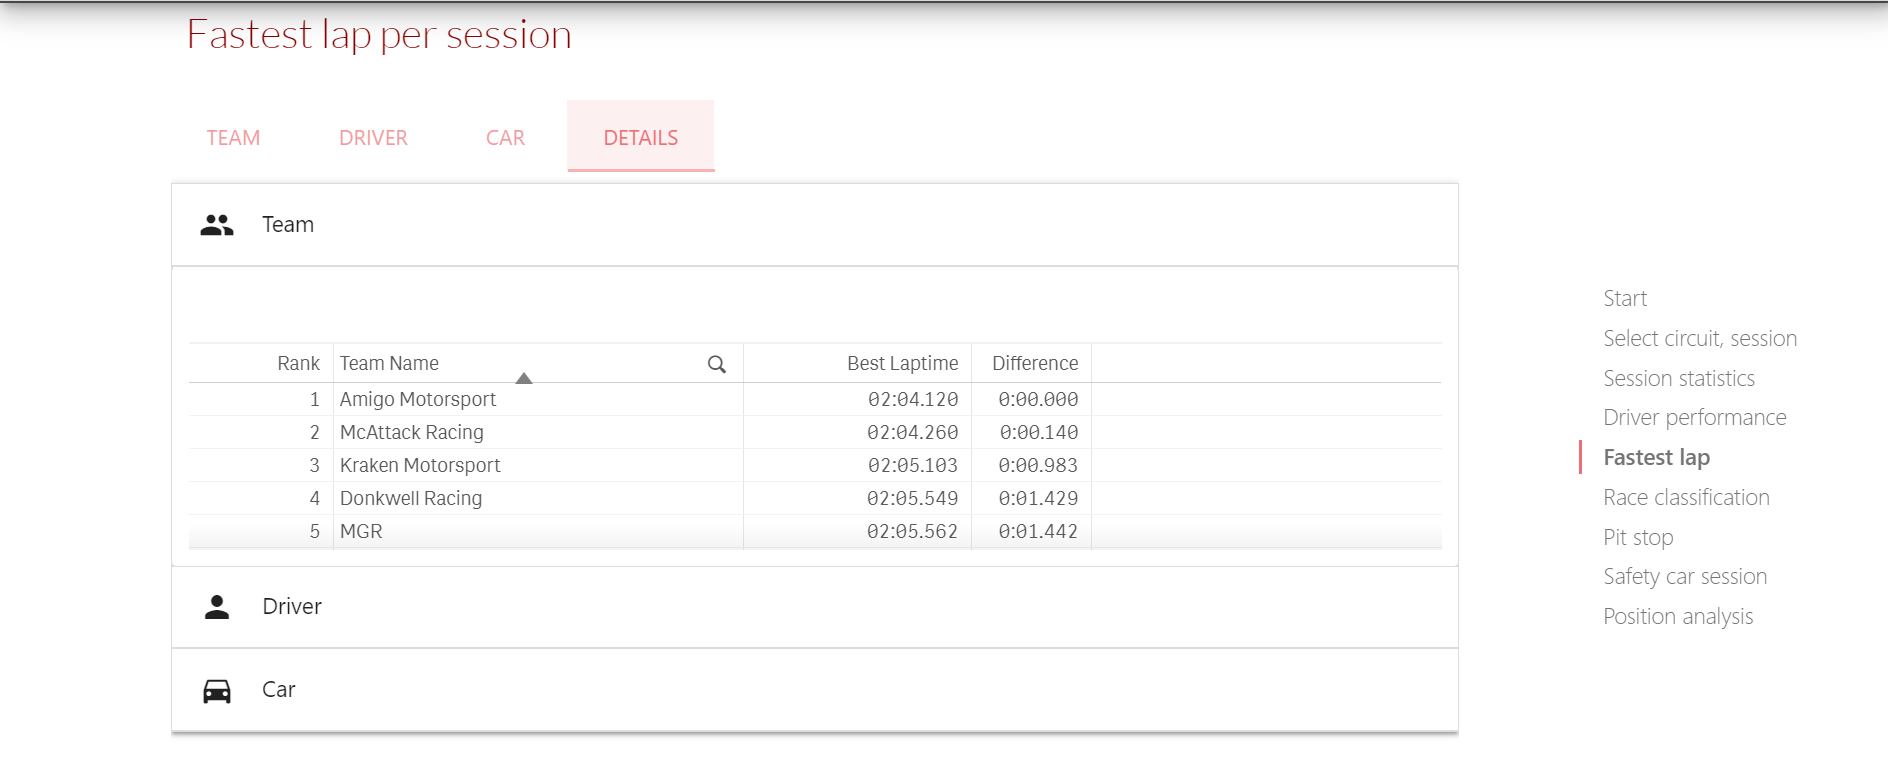 Fastest lap per session
TEAM DRIVER CAR DETAILS
Team
Rank Team Name Best Laptime Difference
1 Amigo Motorsport 02:04.120 0:00.000
2 McAttack Racing 02:04.260 0:00.140
3 Kraken Motorsport 02:05.103 0:00.983
4 Donkwell Racing 02:05.549 0:01.429
5 MGR 02:05.562 0:01.442
Driver
Car
Start
Select circuit, session
Session statistics
Driver performance
Fastest lap
Race classification
Pit stop
Safety car session
Position analysis